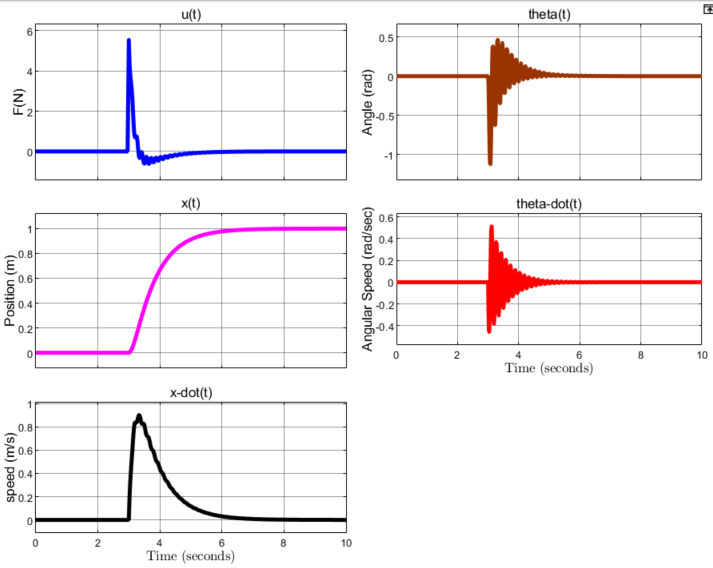 u(t)
F(N)
6
4
2
0
theta(t)
Angle (rad)
0.5
0
-0.5
-1
x(t)
Position (m)
1
0.8
0.6
0.4
0.2
0
theta-dot(t)
Angular Speed (rad/sec)
0.6
0.4
0.2
0
-0.2
-0.4
0 2 4 6 8 10
Time (seconds)
x-dot(t)
speed (m/s)
1
0.8
0.6
0.4
0.2
0
0 2 4 6 8 10
Time (seconds)